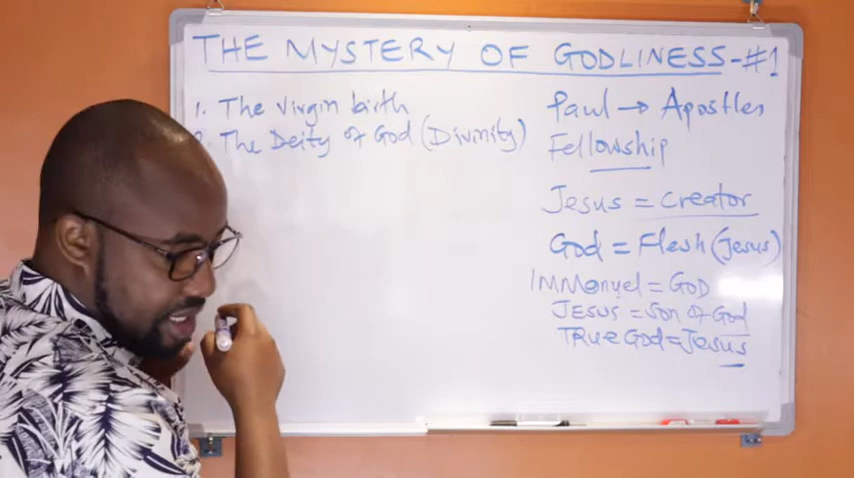 THE MYSTERY OF GODLINESS-#1
1. The virgin birth
2. The Deity of God (Divinity)
Paul → Apostles
Fellowship
Jesus = Creator
God = Flesh (Jesus)
IMManuel = GOD
JESUS = Son of God
TRUe GOD = Jesus